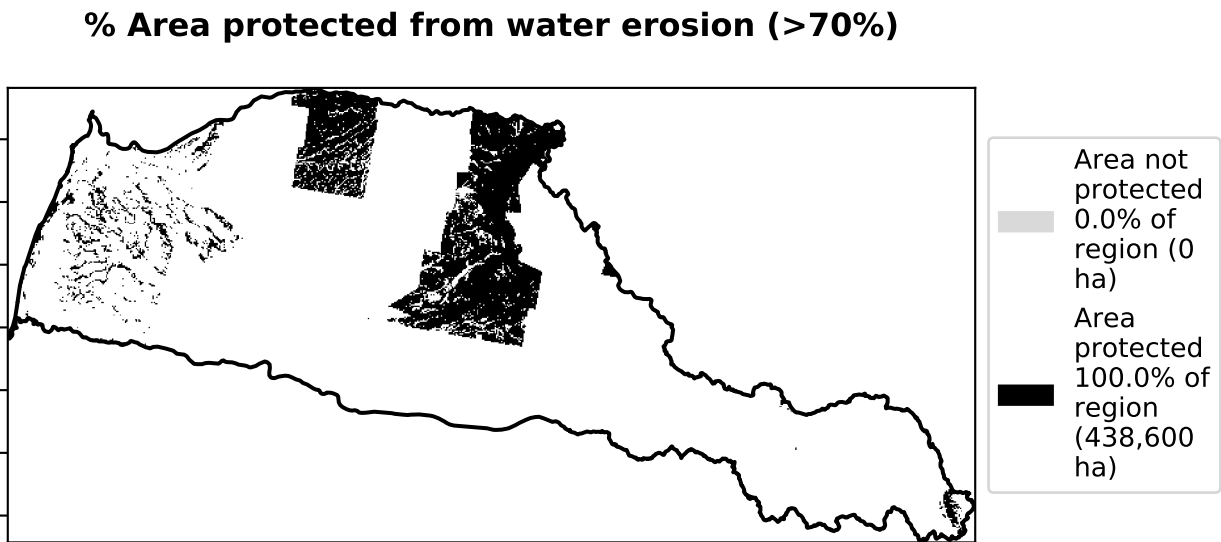 % Area protected from water erosion (>70%)
Area not
protected
0.0% of
region (0
ha)
Area
protected
100.0% of
region
(438,600
ha)